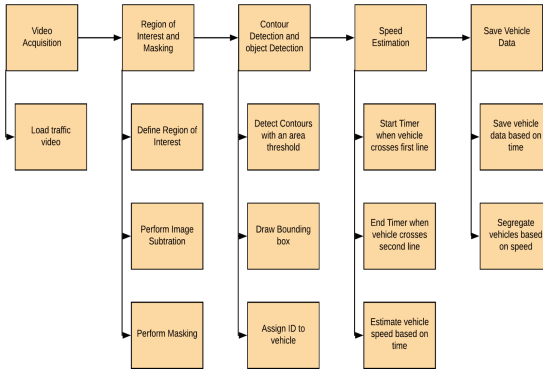 Video
Acquisition
Region of
Interest and
Masking
Contour
Detection and
object Detection
Speed
Estimation
Save Vehicle
Data
Load traffic
video
Define Region of
Interest
Perform Image
Subtration
Perform Masking
Detect Contours
with an area
threshold
Draw Bounding
box
Assign ID to
vehicle
Start Timer
when vehicle
crosses first line
End Timer when
vehicle crosses
second line
Estimate vehicle
speed based on
time
Save vehicle
data based on
time
Segregate
vehicles based
on speed